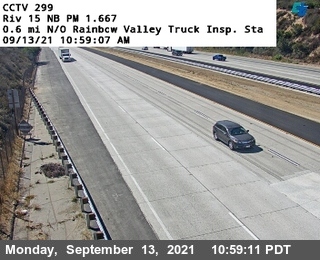 CCTV 299
Riv 15 NB PM 1.667
0.6 mi N/O Rainbow Valley Truck Insp. Sta
09/13/21 10:59:07 AM
Monday, September 13, 2021 10:59:11 PDT